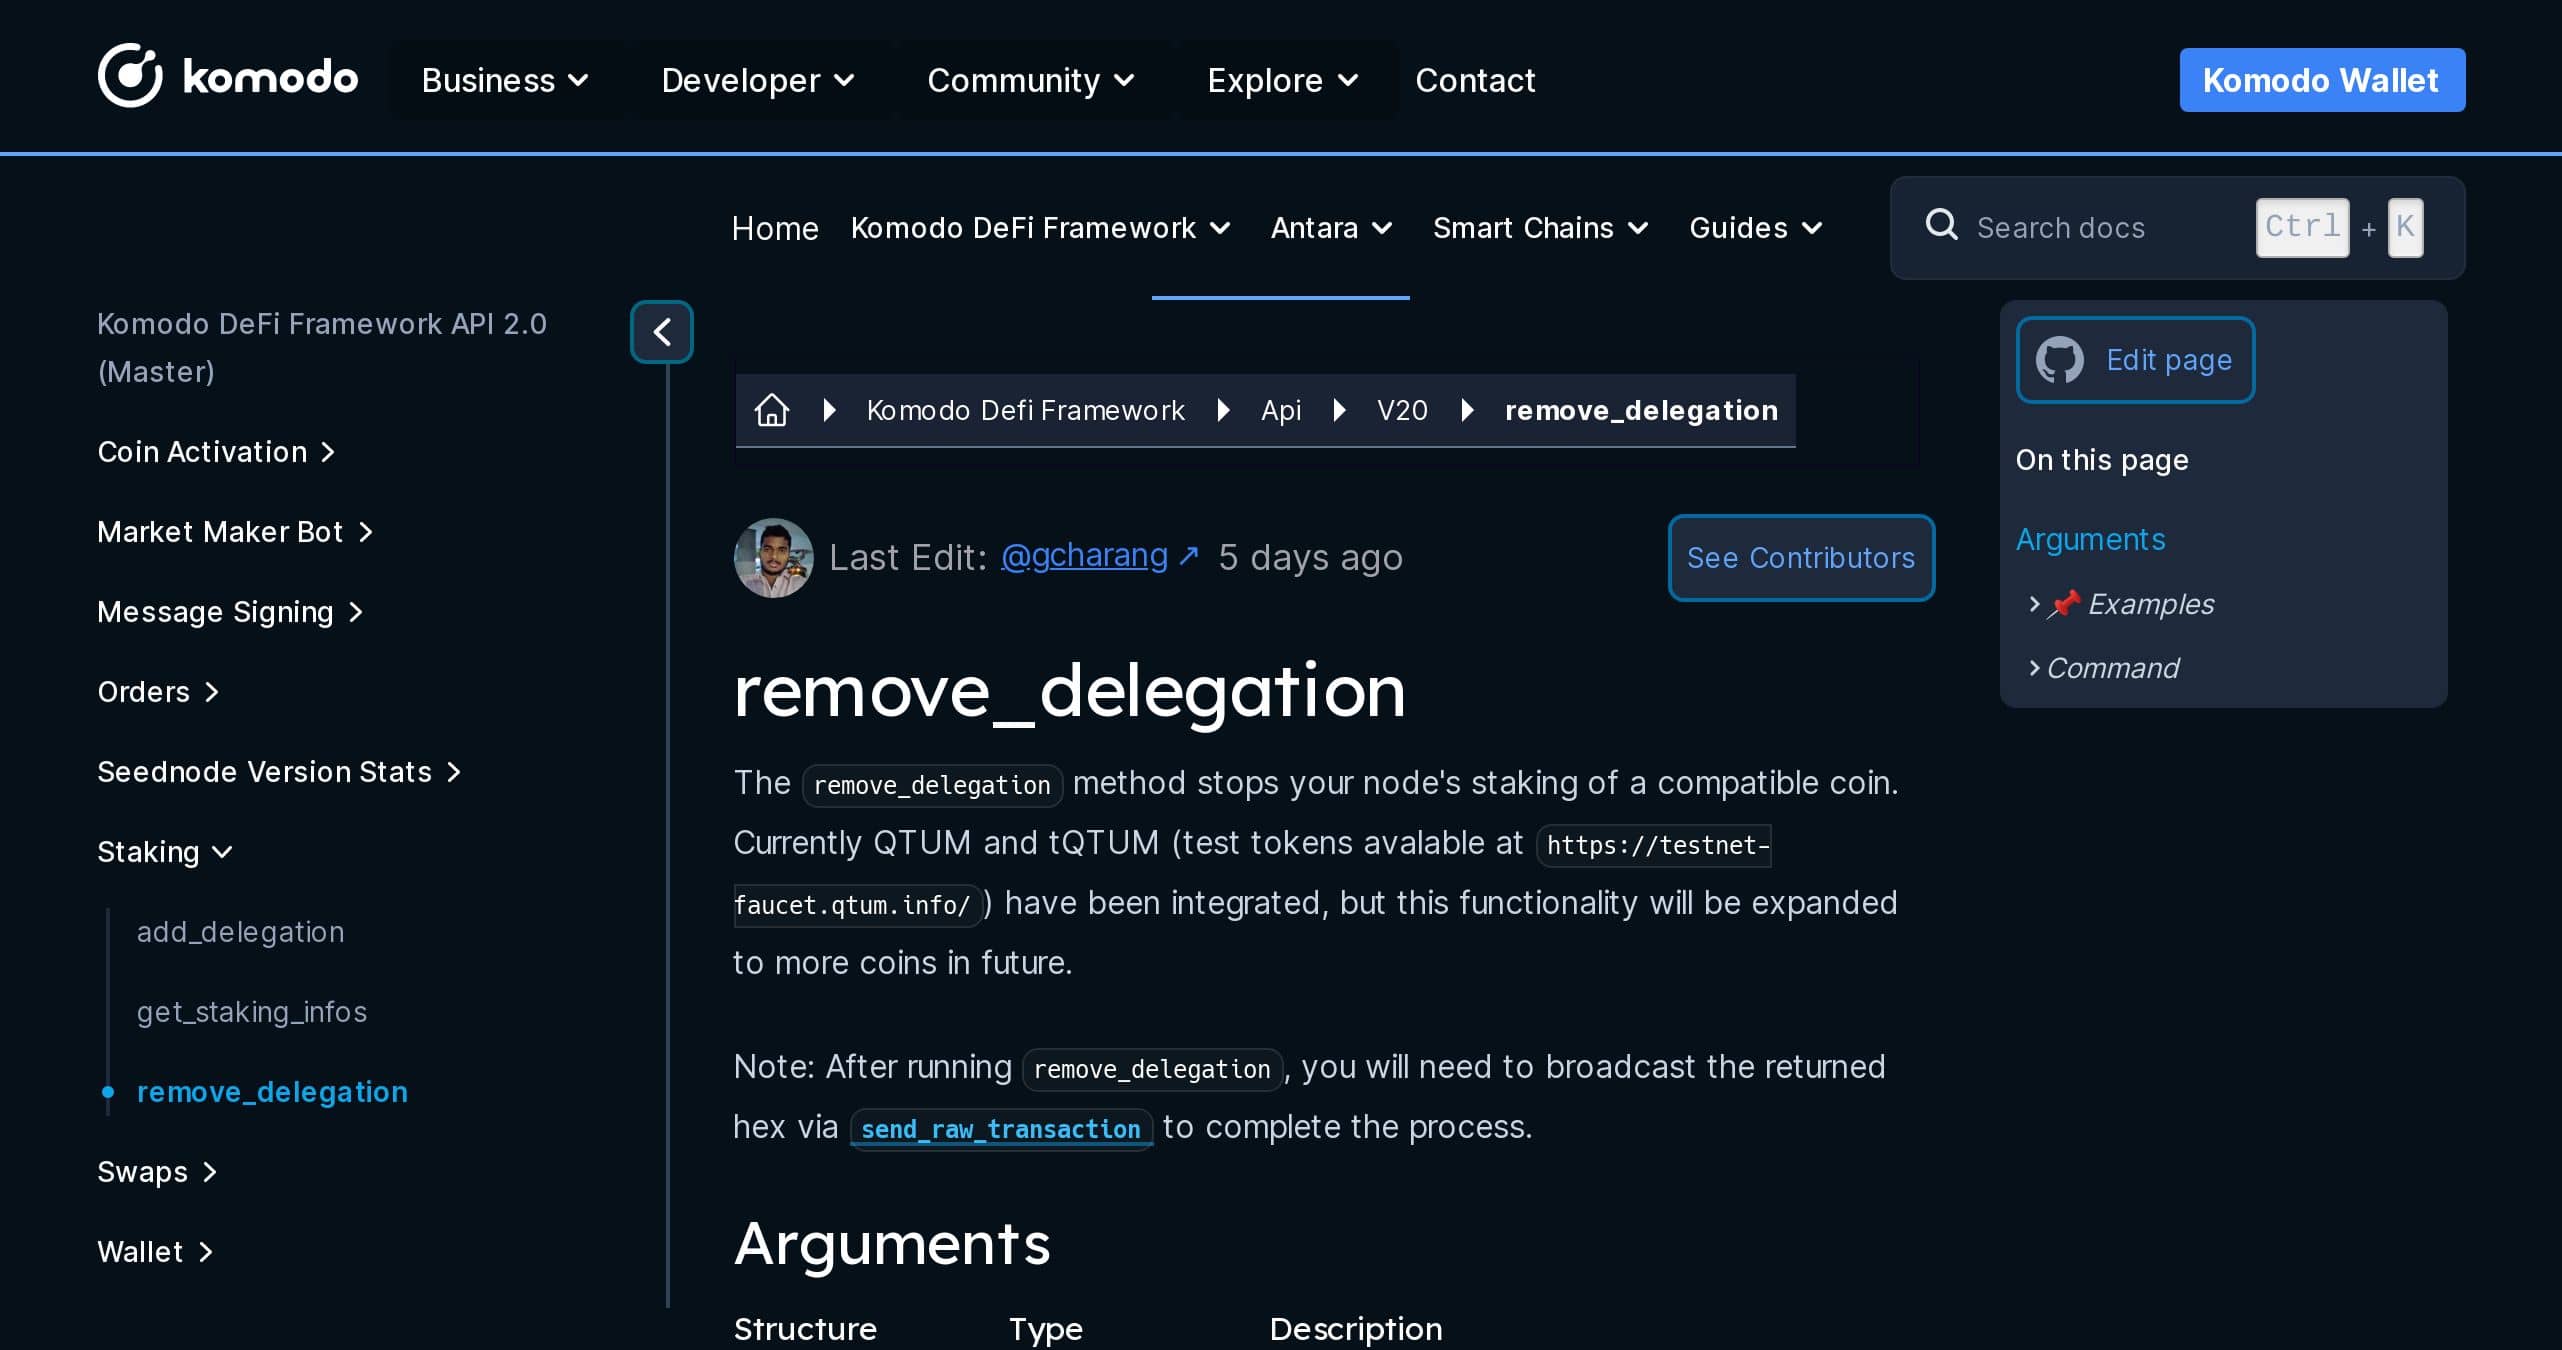 komodo Business Developer Community Explore Contact Komodo Wallet
Home Komodo DeFi Framework Antara Smart Chains Guides Search docs Ctrl + K
Komodo DeFi Framework API 2.0
(Master)
Coin Activation
Market Maker Bot
Message Signing
Orders
Seednode Version Stats
Staking
add_delegation
get_staking_infos
remove_delegation
Swaps
Wallet
Komodo Defi Framework Api V20 remove_delegation
Last Edit: @gcharang ↗ 5 days ago See Contributors
remove_delegation
The remove_delegation method stops your node's staking of a compatible coin.
Currently QTUM and tQTUM (test tokens avalable at https://testnet-
faucet.qtum.info/) have been integrated, but this functionality will be expanded
to more coins in future.
Note: After running remove_delegation, you will need to broadcast the returned
hex via send_raw_transaction to complete the process.
Arguments
Structure Type Description
Edit page
On this page
Arguments
📌 Examples
Command